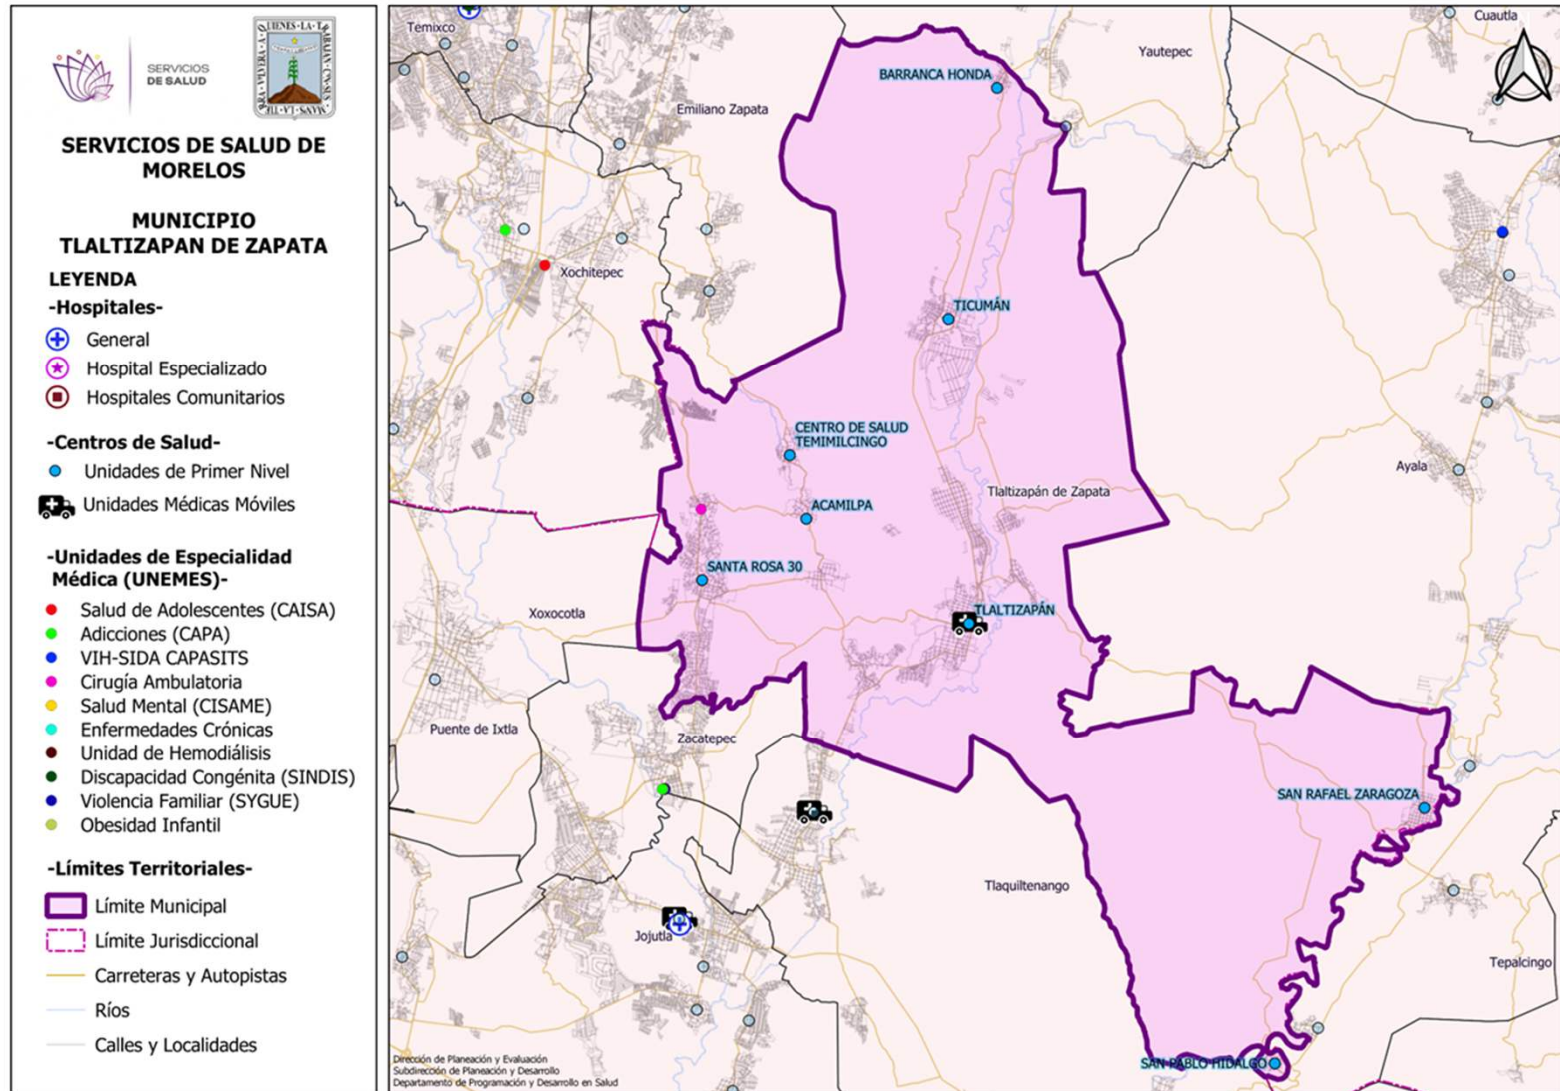 SERVICIOS
DE SALUD
SERVICIOS DE SALUD DE
MORELOS
MUNICIPIO
TLALTIZAPAN DE ZAPATA
LEYENDA
-Hospitales-
General
Hospital Especializado
Hospitales Comunitarios
-Centros de Salud-
Unidades de Primer Nivel
Unidades Médicas Móviles
-Unidades de Especialidad
Médica (UNEMES)-
Salud de Adolescentes (CAISA)
Adicciones (CAPA)
VIH-SIDA CAPASITS
Cirugía Ambulatoria
Salud Mental (CISAME)
Enfermedades Crónicas
Unidad de Hemodiálisis
Discapacidad Congénita (SINDIS)
Violencia Familiar (SYGUE)
Obesidad Infantil
-Límites Territoriales-
Límite Municipal
Límite Jurisdiccional
Carreteras y Autopistas
Ríos
Calles y Localidades
Temixco
Cuautla
Yautepec
BARRANCA HONDA
Emiliano Zapata
Xochitepec
TICUMÁN
CENTRO DE SALUD
TEMIMILCINGO
Ayala
Tlaltizapán de Zapata
ACAMILPA
SANTA ROSA 30
Xoxocotla
TLALTIZAPÁN
Puente de Ixtla
Zacatepec
SAN RAFAEL ZARAGOZA
Tlaquiltenango
Jojutla
Tepalcingo
SAN PABLO HIDALGO
Dirección de Planeación y Evaluación
Subdirección de Planeación y Desarrollo
Departamento de Programación y Desarrollo en Salud